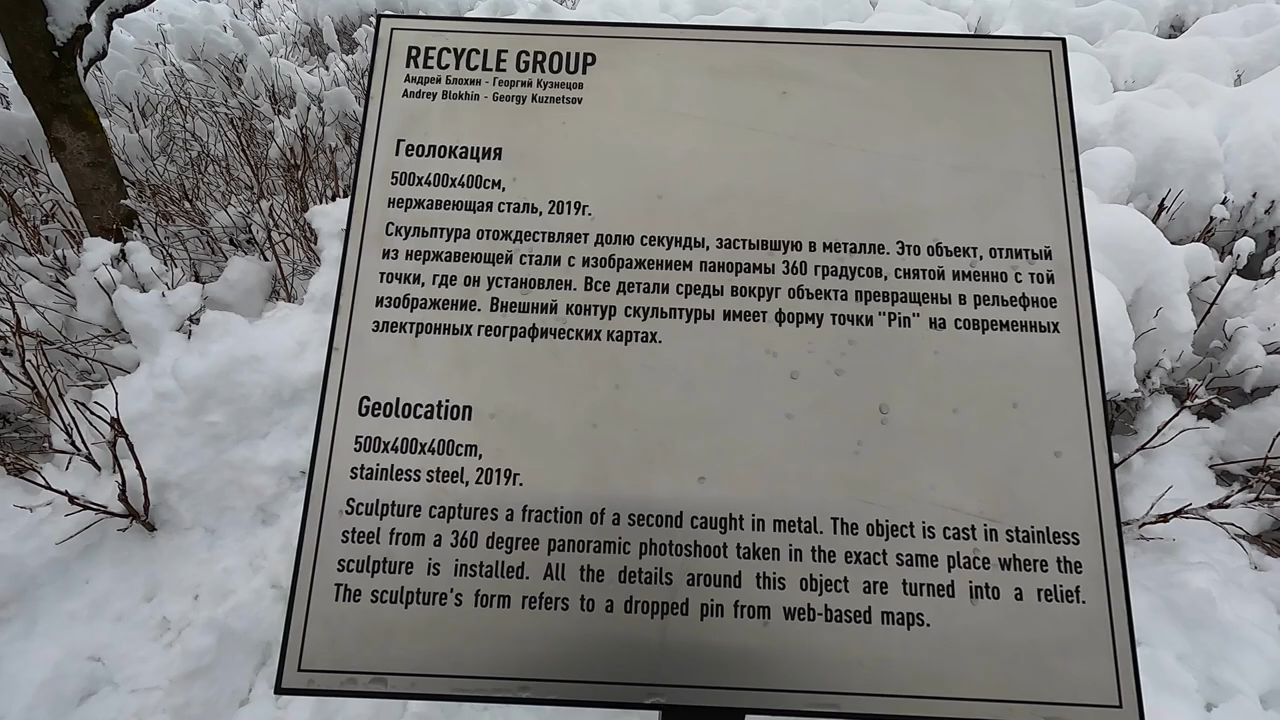 RECYCLE GROUP
Андрей Блохин - Георгий Кузнецов
Andrey Blokhin - Georgy Kuznetsov
Геолокация
500х400х400см,
нержавеющая сталь, 2019г.
Скульптура отождествляет долю секунды, застывшую в металле. Это объект, отлитый
из нержавеющей стали с изображением панорамы 360 градусов, снятой именно с той
точки, где он установлен. Все детали среды вокруг объекта превращены в рельефное
изображение. Внешний контур скульптуры имеет форму точки "Pin" на современных
электронных географических картах.
Geolocation
500x400x400cm,
stainless steel, 2019г.
Sculpture captures a fraction of a second caught in metal. The object is cast in stainless
steel from a 360 degree panoramic photoshoot taken in the exact same place where the
sculpture is installed. All the details around this object are turned into a relief.
The sculpture's form refers to a dropped pin from web-based maps.